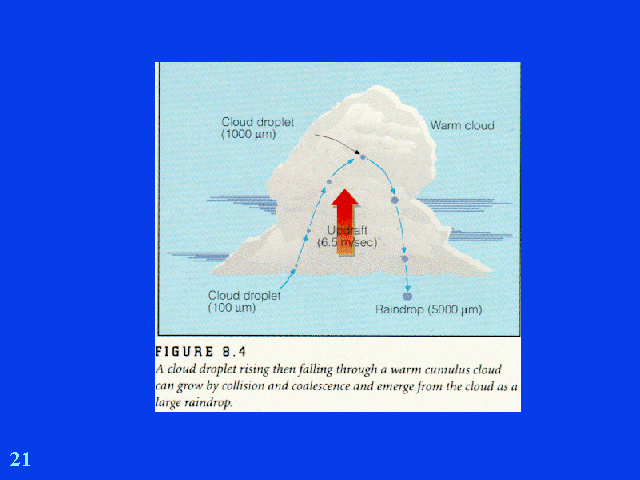 Cloud droplet
(1000 µm)
Warm cloud
Updraft
(6.5 m/sec)
Cloud droplet
(100 µm)
Raindrop (5000 µm)
FIGURE 8.4
A cloud droplet rising then falling through a warm cumulus cloud
can grow by collision and coalescence and emerge from the cloud as a
large raindrop.
21